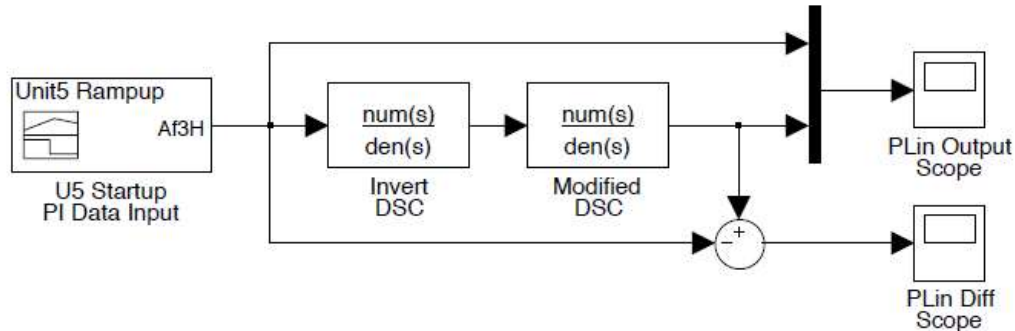 Unit5 Rampup
Af3H
U5 Startup
PI Data Input
num(s)
den(s)
Invert
DSC
num(s)
den(s)
Modified
DSC
PLin Output
Scope
+
−
PLin Diff
Scope